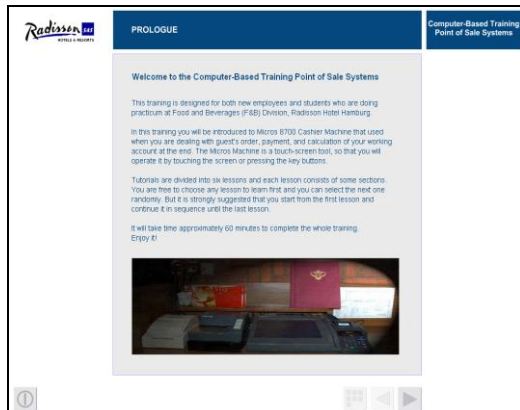 Radisson SAS
HOTELS & RESORTS
PROLOGUE
Computer-Based Training
Point of Sale Systems
Welcome to the Computer-Based Training Point of Sale Systems
This training is designed for both new employees and students who are doing
practicum at Food and Beverages (F&B) Division, Radisson Hotel Hamburg.
In this training you will be introduced to Micros 8700 Cashier Machine that used
when you are dealing with guest's order, payment, and calculation of your working
account at the end. The Micros Machine is a touch-screen tool, so that you will
operate it by touching the screen or pressing the key buttons.
Tutorials are divided into six lessons and each lesson consists of some sections.
You are free to choose any lesson to learn first and you can select the next one
randomly. But it is strongly suggested that you start from the first lesson and
continue it in sequence until the last lesson.
It will take time approximately 60 minutes to complete the whole training.
Enjoy it!